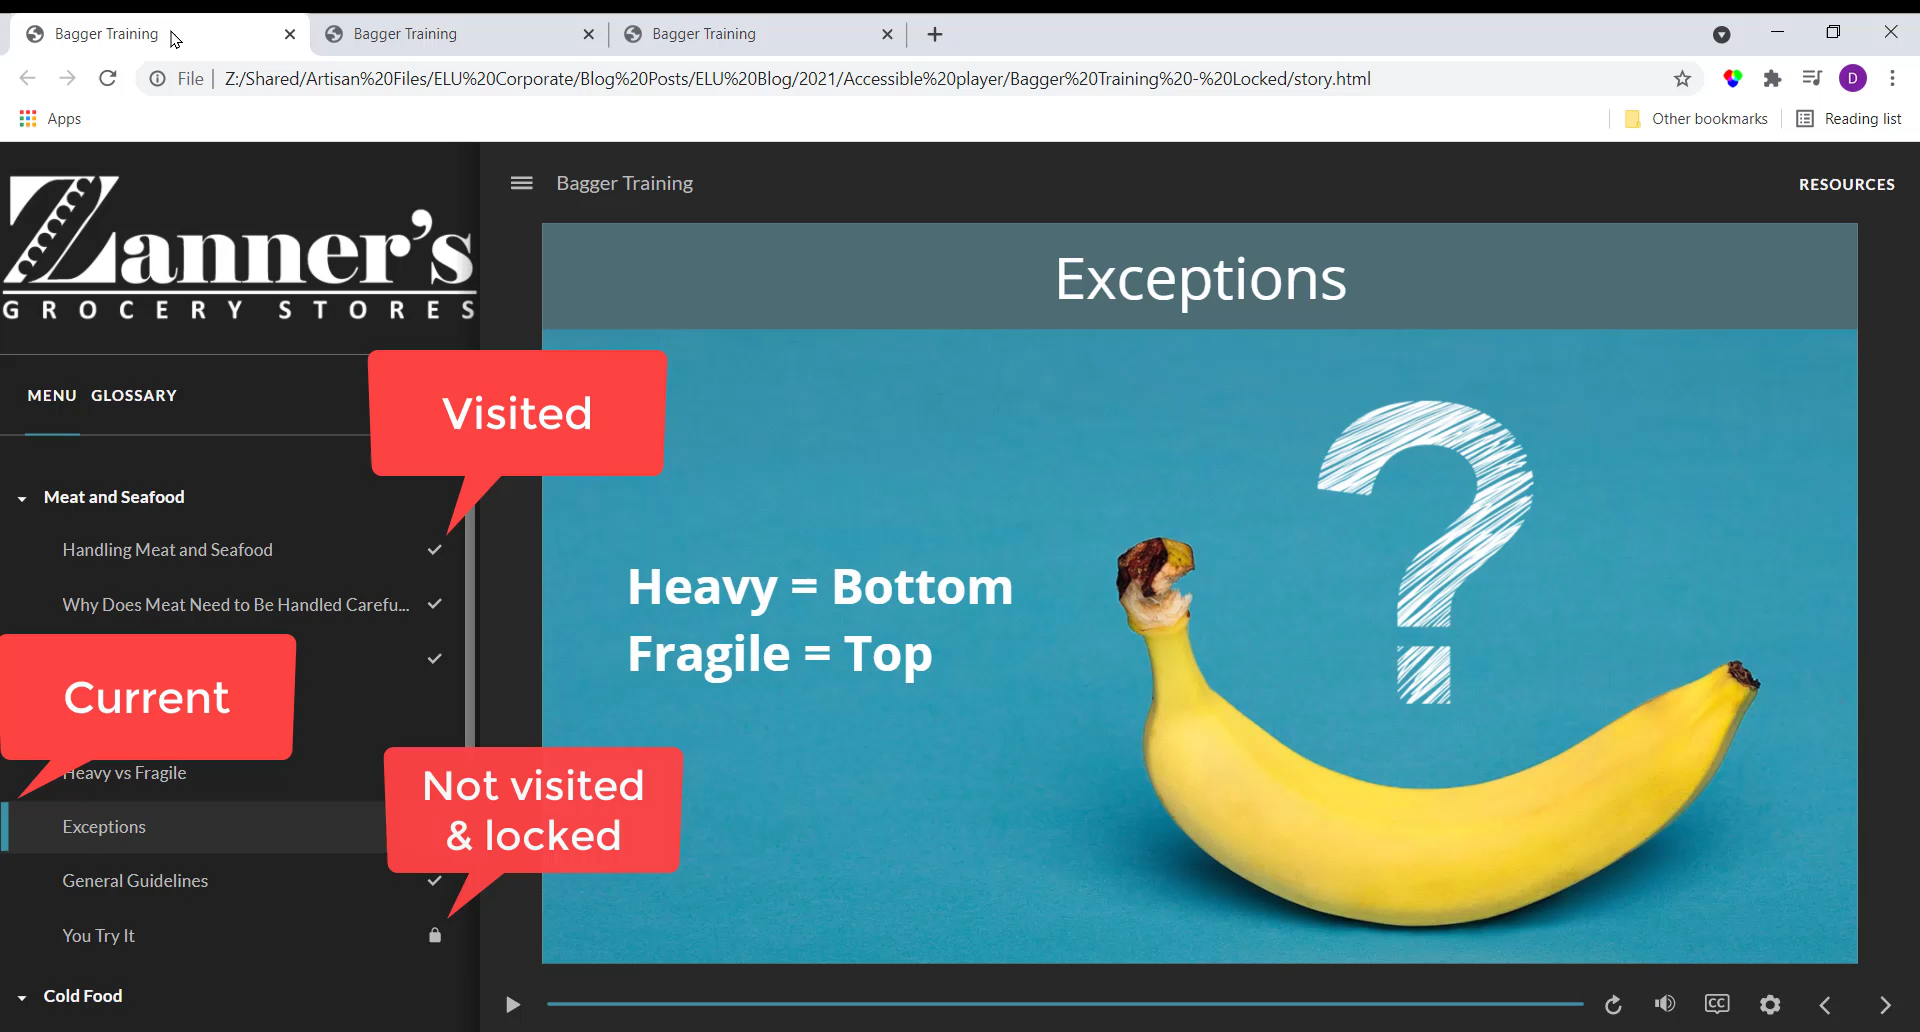 Bagger Training
Bagger Training
Bagger Training
File
Z:/Shared/Artisan%20Files/ELU%20Corporate/Blog%20Posts/ELU%20Blog/2021/Accessible%20player/Bagger%20Training%20-%20Locked/story.html
D
Apps
Other bookmarks
Reading list
Zanner's
GROCERY STORES
Bagger Training
RESOURCES
Exceptions
MENU GLOSSARY
Visited
Meat and Seafood
Handling Meat and Seafood
Why Does Meat Need to Be Handled Carefu...
Heavy = Bottom
Fragile = Top
Current
Heavy vs Fragile
Not visited
& locked
Exceptions
General Guidelines
You Try It
Cold Food
CC